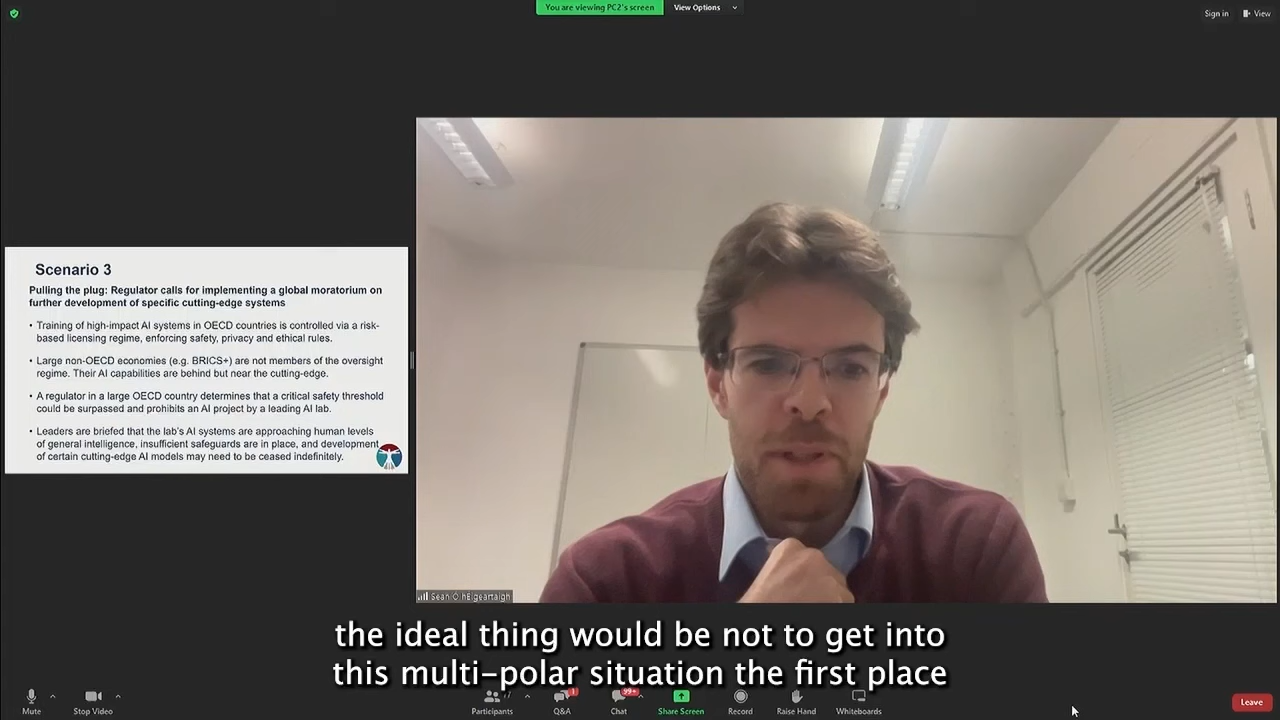 You are viewing PC2's screen
View Options
Sign in
View
Scenario 3
Pulling the plug: Regulator calls for implementing a global moratorium on
further development of specific cutting-edge systems
• Training of high-impact AI systems in OECD countries is controlled via a risk-
based licensing regime, enforcing safety, privacy and ethical rules.
• Large non-OECD economies (e.g. BRICS+) are not members of the oversight
regime. Their AI capabilities are behind but near the cutting-edge.
• A regulator in a large OECD country determines that a critical safety threshold
could be surpassed and prohibits an AI project by a leading AI lab.
• Leaders are briefed that the lab's AI systems are approaching human levels
of general intelligence, insufficient safeguards are in place, and development
of certain cutting-edge AI models may need to be ceased indefinitely.
Seán Ó hÉigeartaigh
the ideal thing would be not to get into
this multi-polar situation the first place
1
99+
Mute
Stop Video
Participants
Q&A
Chat
Share Screen
Record
Raise Hand
Whiteboards
Leave